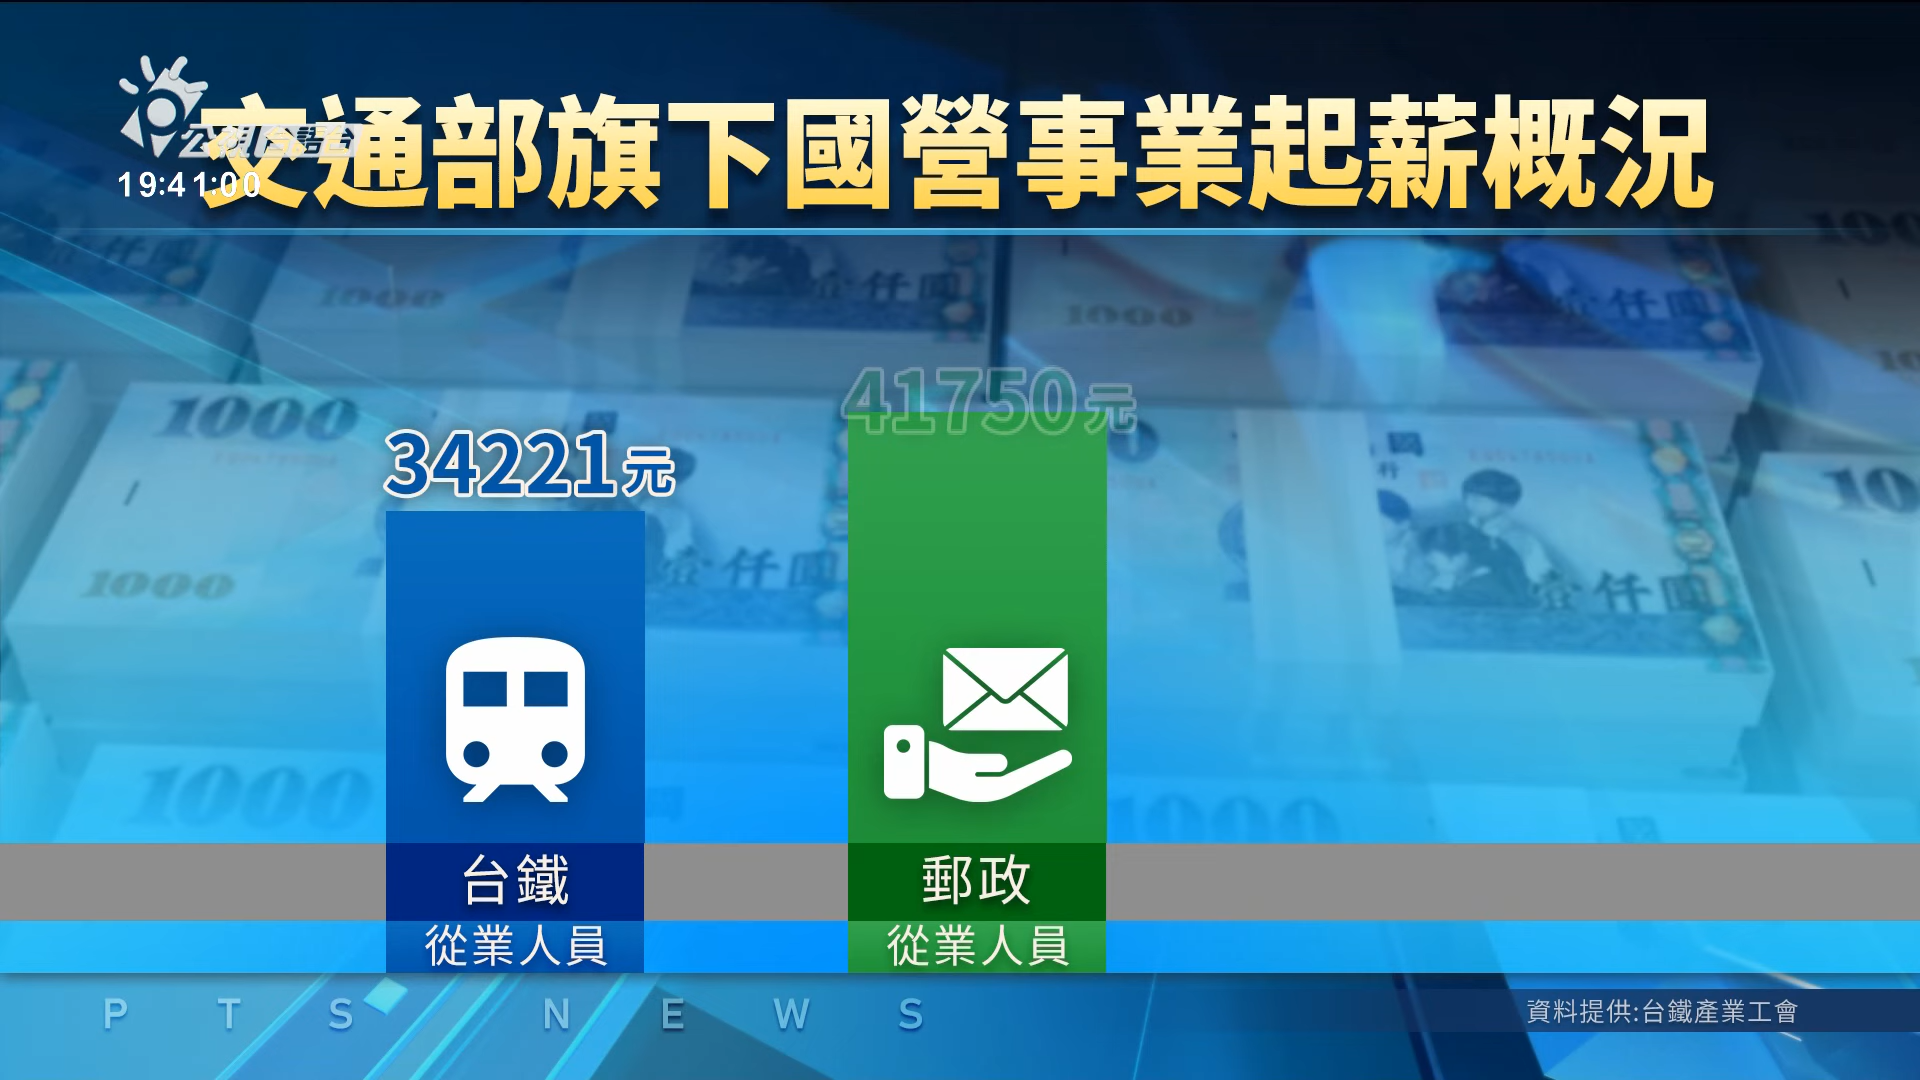 交通部旗下國營事業起薪概況
公視台語台
19:41:00
41750元
34221元
台鐵
郵政
從業人員
從業人員
PTS NEWS
資料提供:台鐵產業工會